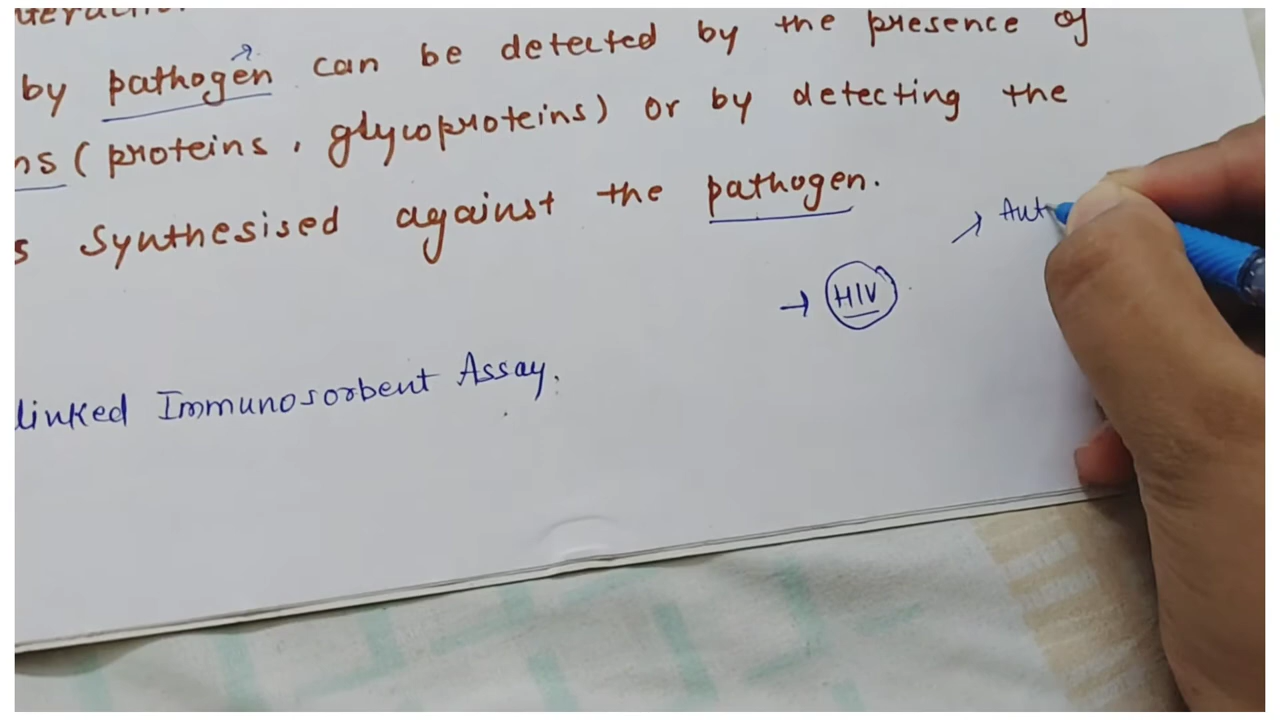 by pathogen can be detected by the presence of
ns (proteins, glycoproteins) or by detecting the
s synthesised against the pathogen.
→ Ant
→ HIV
linked Immunosorbent Assay.